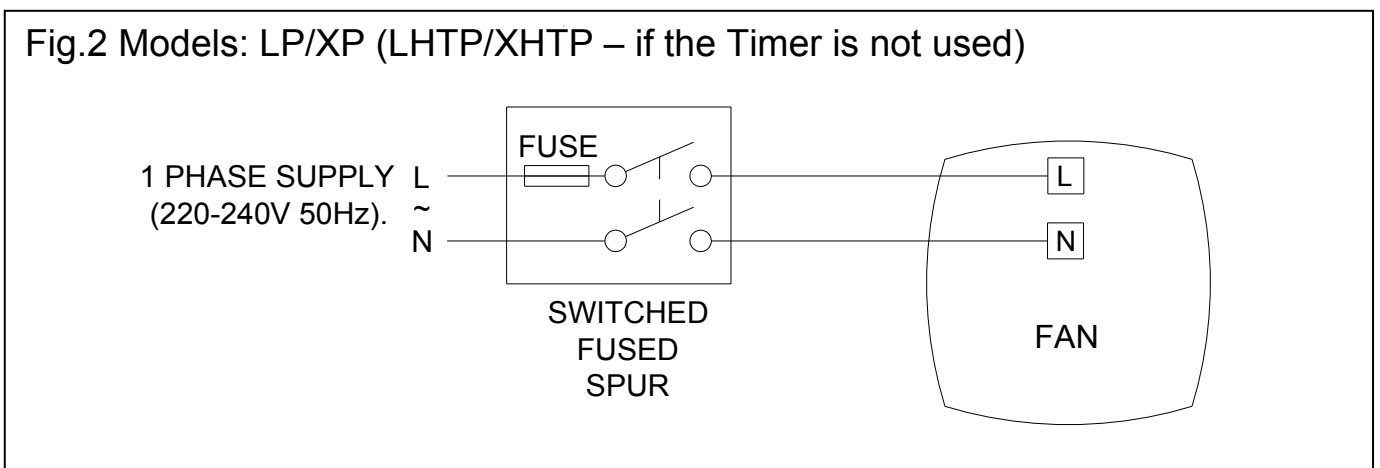 Fig.2 Models: LP/XP (LHTP/XHTP – if the Timer is not used)
FUSE
1 PHASE SUPPLY L
(220-240V 50Hz). ~
N
L
N
SWITCHED
FUSED
SPUR
FAN